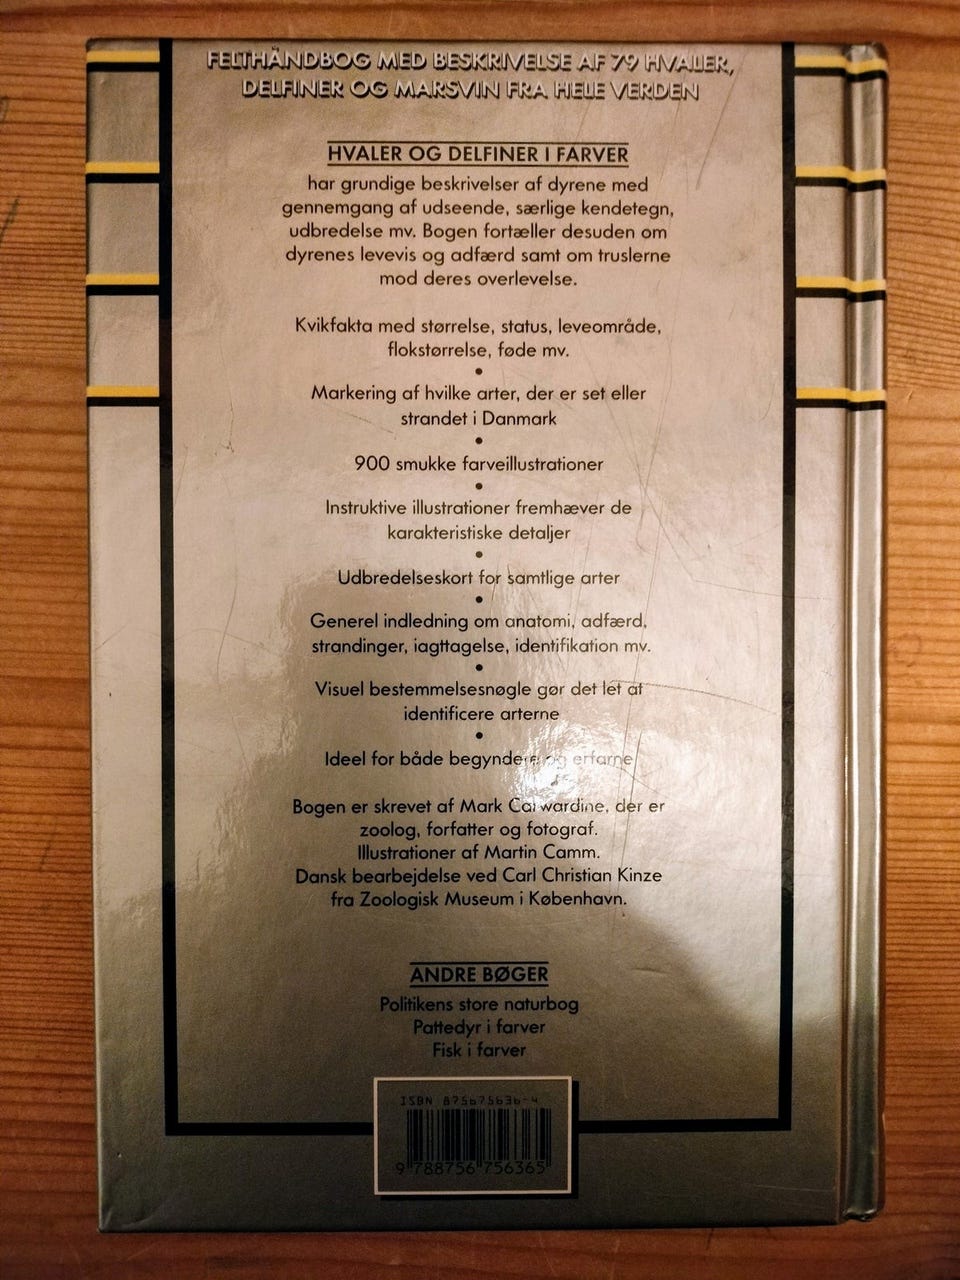 FELTHÅNDBOG MED BESKRIVELSE AF 79 HVALER,
DELFINER OG MARSVIN FRA HELE VERDEN
HVALER OG DELFINER I FARVER
har grundige beskrivelser af dyrene med
gennemgang af udseende, særlige kendetegn,
udbredelse mv. Bogen fortæller desuden om
dyrenes levevis og adfærd samt om truslerne
mod deres overlevelse.
Kvikfakta med størrelse, status, leveområde,
flokstørrelse, føde mv.
•
Markering af hvilke arter, der er set eller
strandet i Danmark
•
900 smukke farveillustrationer
•
Instruktive illustrationer fremhæver de
karakteristiske detaljer
•
Udbredelseskort for samtlige arter
•
Generel indledning om anatomi, adfærd,
strandinger, iagttagelse, identifikation mv.
•
Visuel bestemmelsesnøgle gør det let at
identificere arterne
•
Ideel for både begyndere og erfarne
Bogen er skrevet af Mark Carwardine, der er
zoolog, forfatter og fotograf.
Illustrationer af Martin Camm.
Dansk bearbejdelse ved Carl Christian Kinze
fra Zoologisk Museum i København.
ANDRE BØGER
Politikens store naturbog
Pattedyr i farver
Fisk i farver
ISBN 875675636-4
9 788756 756365